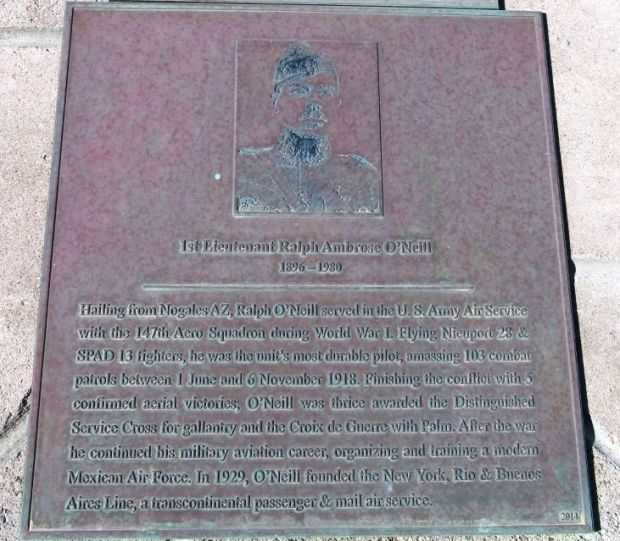 1st Lieutenant Ralph Ambrose O'Neill
1896 – 1980
Hailing from Nogales AZ, Ralph O'Neill served in the U. S. Army Air Service
with the 147th Aero Squadron during World War I. Flying Nieuport 28 &
SPAD 13 fighters, he was the unit's most durable pilot, amassing 103 combat
patrols between 1 June and 6 November 1918. Finishing the conflict with 5
confirmed aerial victories, O'Neill was thrice awarded the Distinguished
Service Cross for gallantry and the Croix de Guerre with Palm. After the war
he continued his military aviation career, organizing and training a modern
Mexican Air Force. In 1929, O'Neill founded the New York, Rio & Buenos
Aires Line, a transcontinental passenger & mail air service.
2014